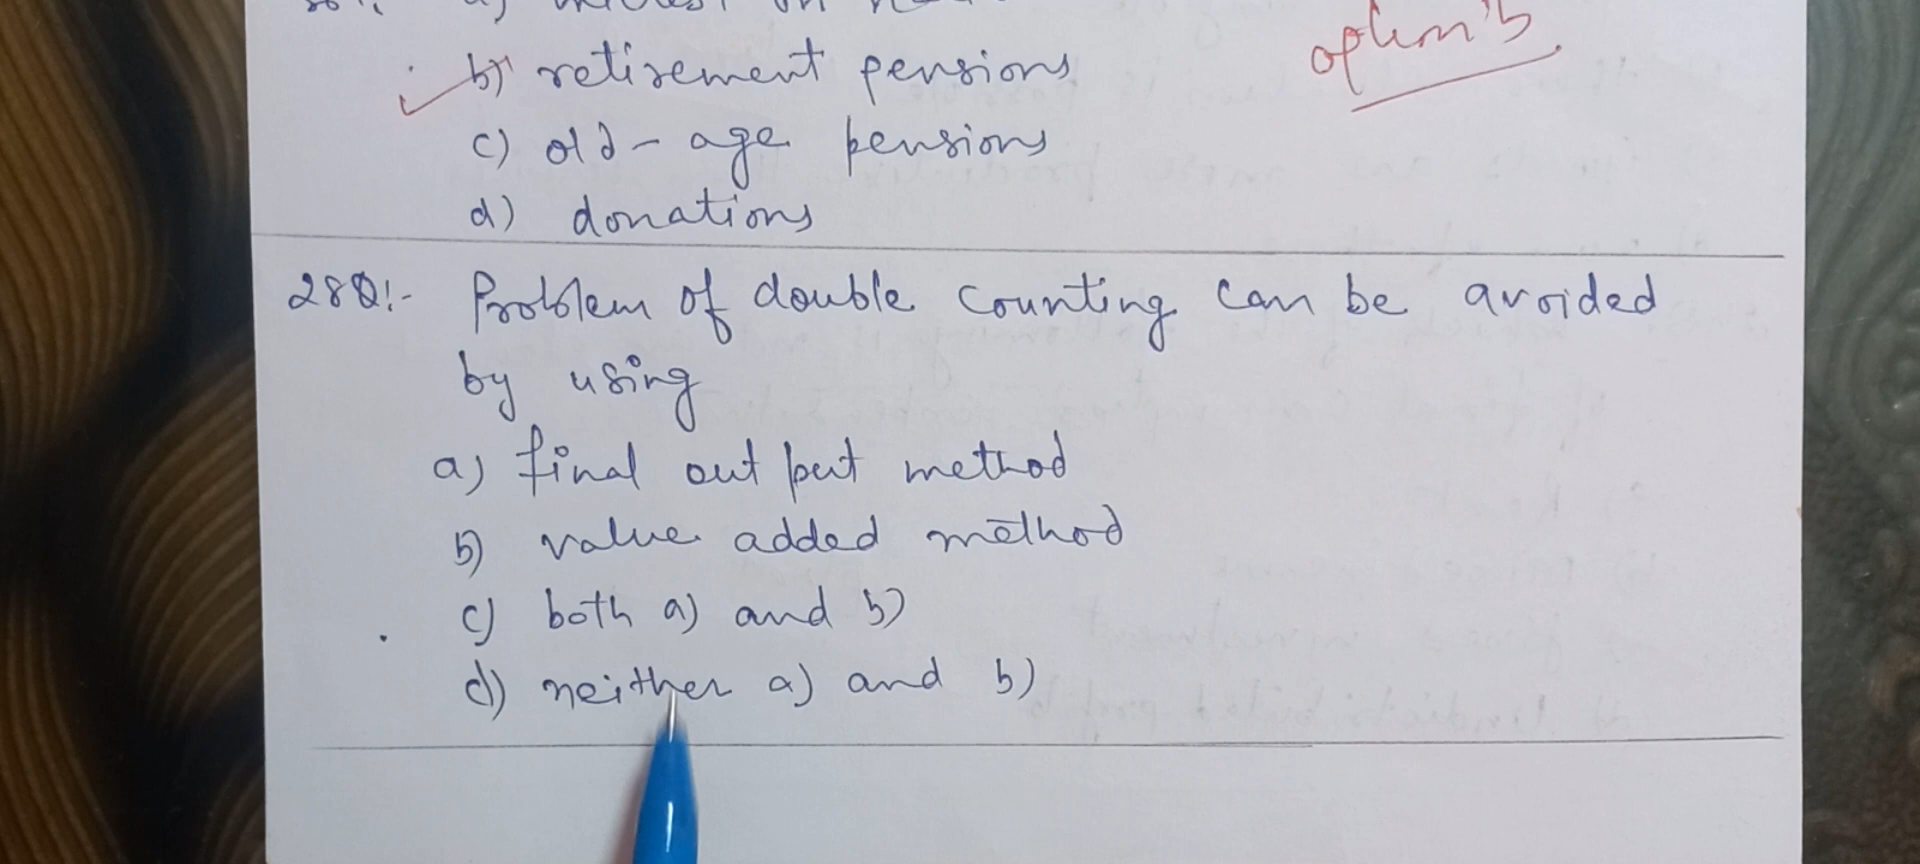 b) retirement pensions
option 'b
c) old-age pensions
d) donations
28Q:- Problem of double counting can be avoided
by using
a) final out put method
b) value added method
c) both a) and b)
d) neither a) and b)